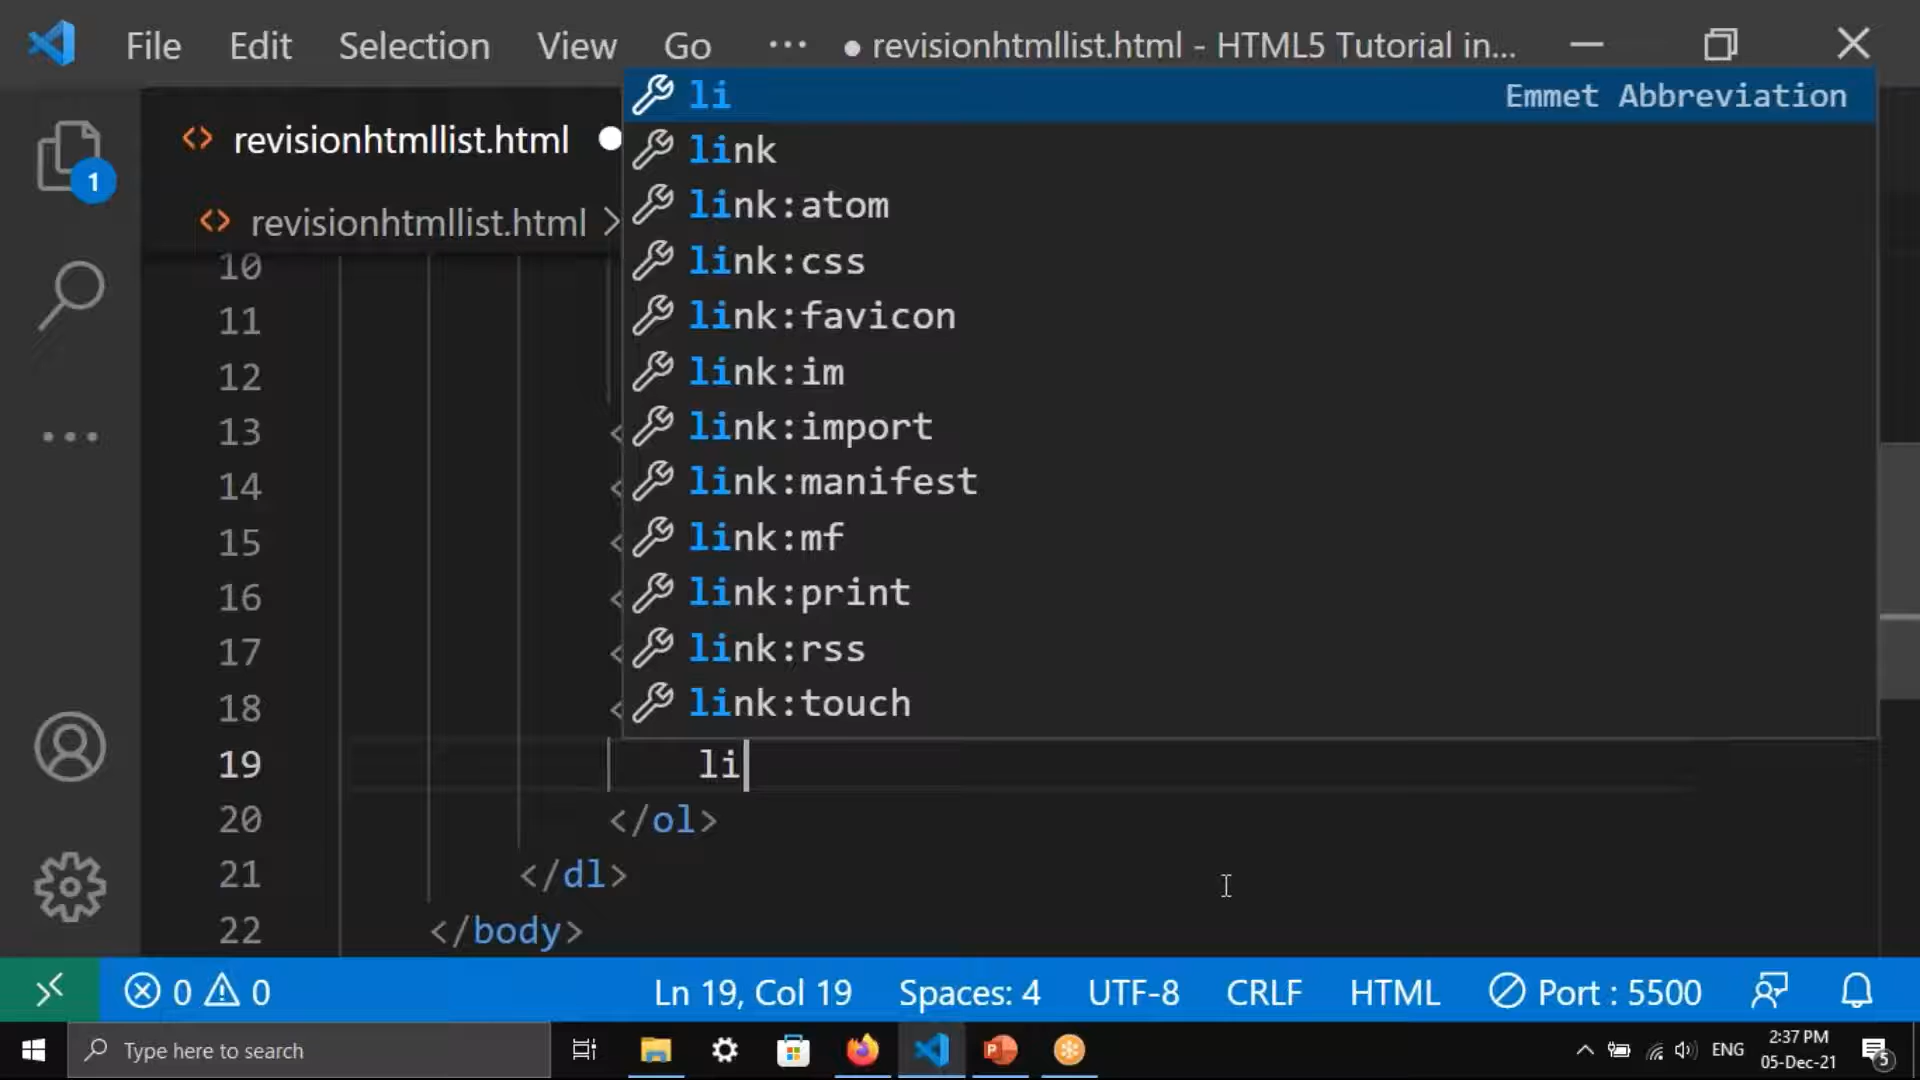 File Edit Selection View Go ··· ● revisionhtmllist.html - HTML5 Tutorial in...
<> revisionhtmllist.html ●
1
<> revisionhtmllist.html >
li Emmet Abbreviation
link
link:atom
link:css
link:favicon
link:im
link:import
link:manifest
link:mf
link:print
link:rss
link:touch
10
11
12
13 <
14 <
15 <
16 <
17 <
18 <
19 li
20 </ol>
21 </dl>
22 </body>
0 0 Ln 19, Col 19 Spaces: 4 UTF-8 CRLF HTML Port : 5500
Type here to search
ENG
2:37 PM
05-Dec-21
5